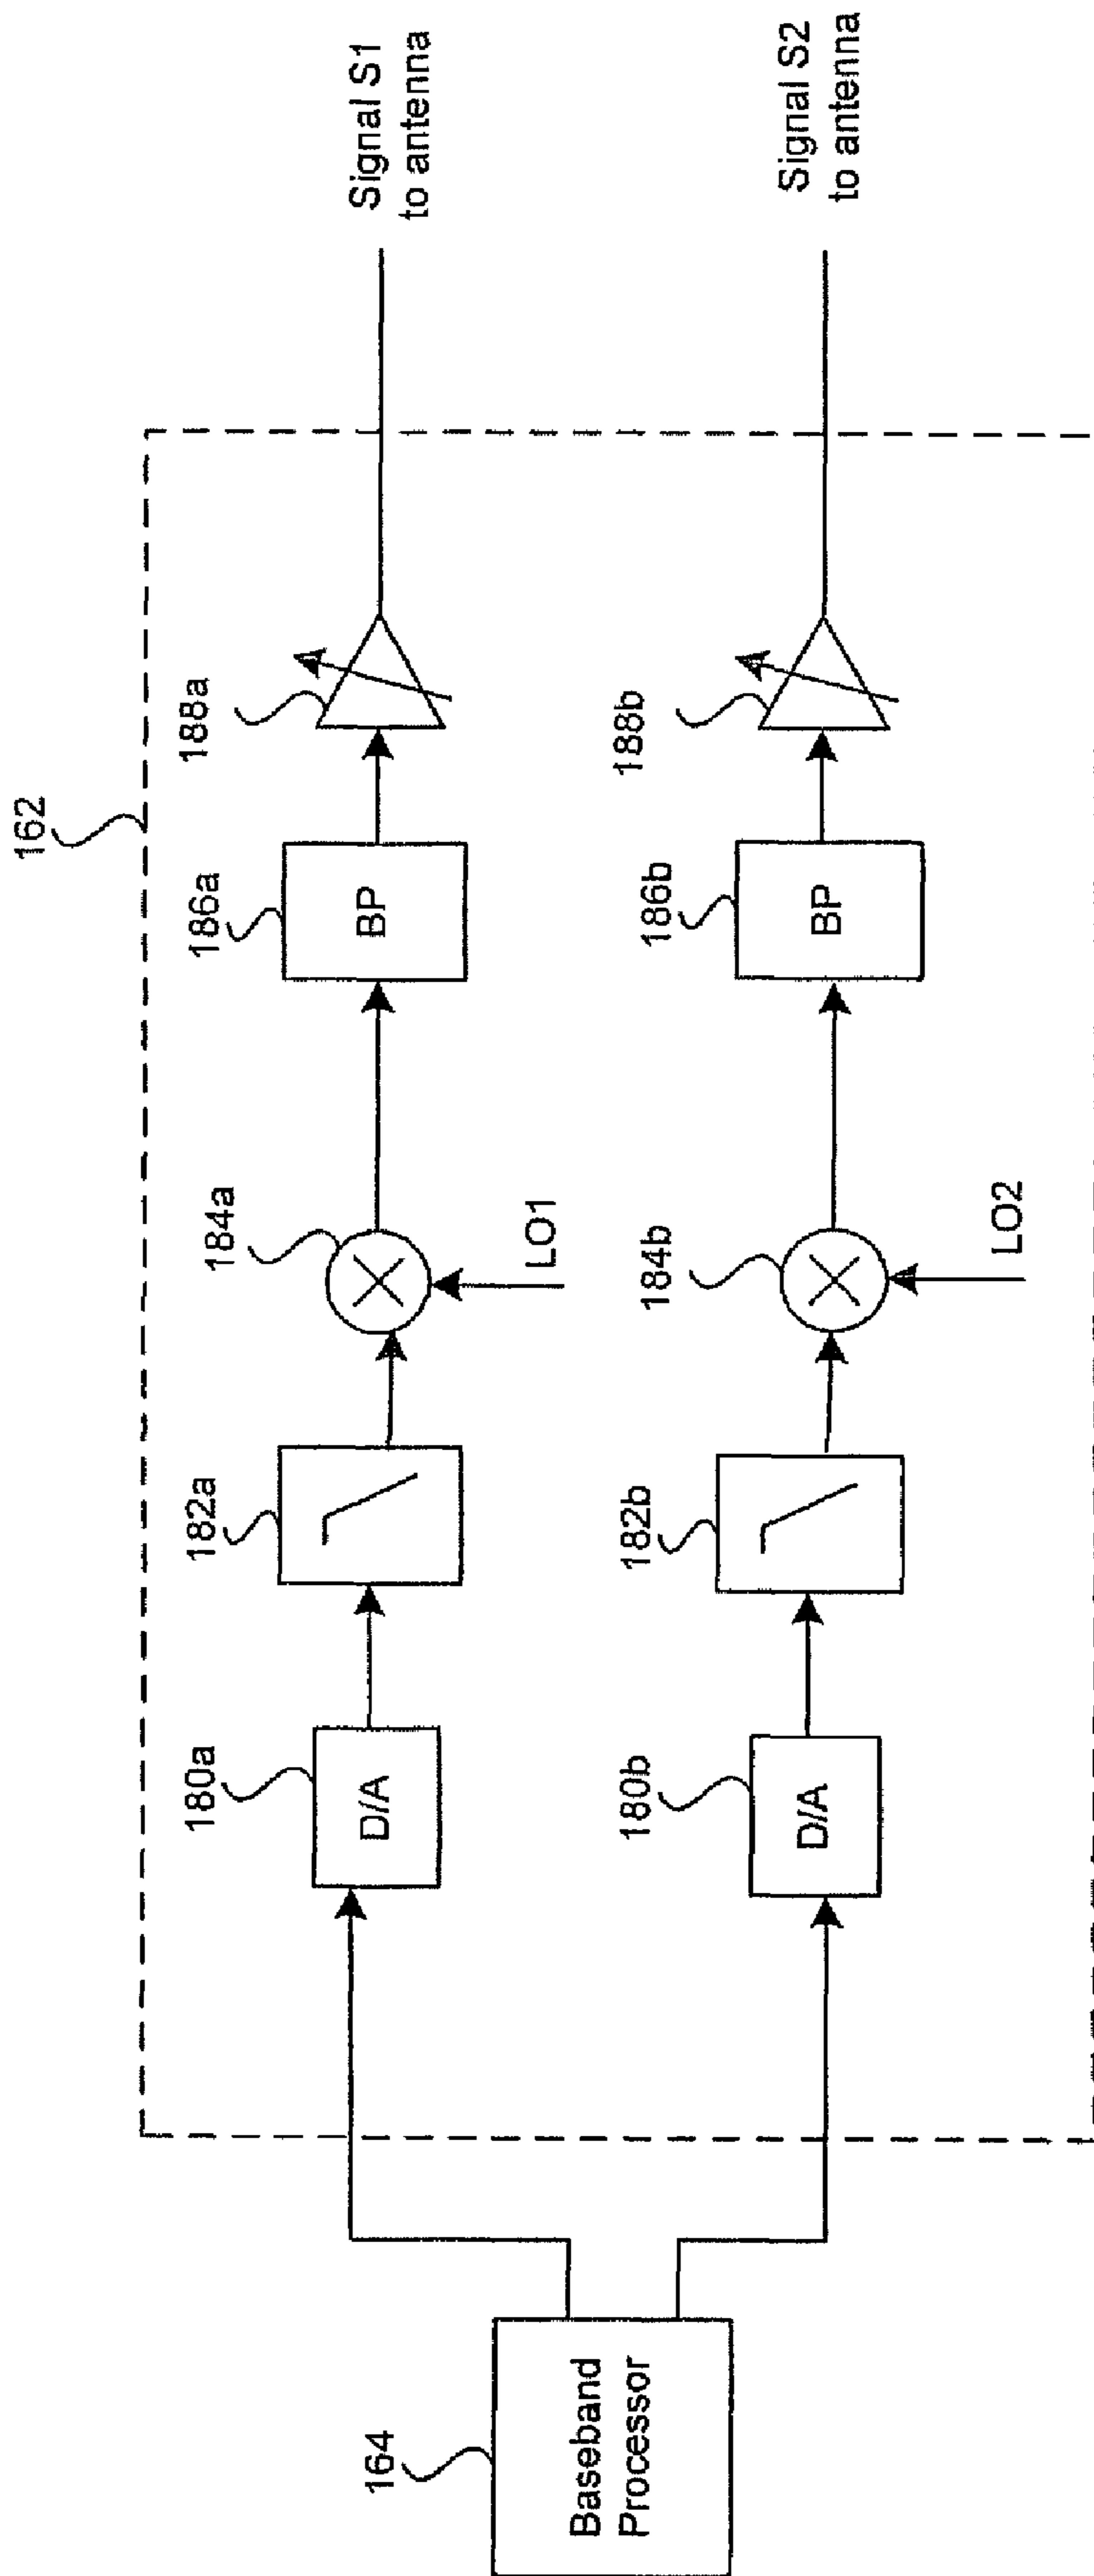 162
180a
182a
184a
186a
188a
D/A
BP
Signal S1
to antenna
LO1
164
Baseband
Processor
180b
182b
184b
186b
188b
D/A
BP
Signal S2
to antenna
LO2